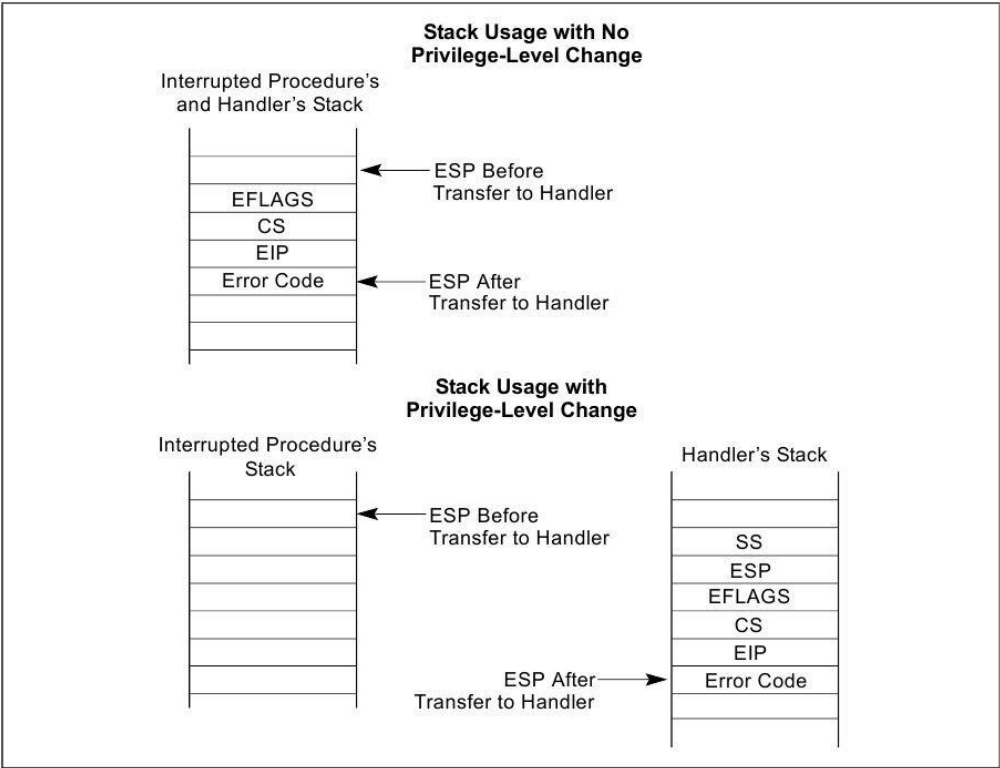 Stack Usage with No
Privilege-Level Change
Interrupted Procedure's
and Handler's Stack
ESP Before
Transfer to Handler
EFLAGS
CS
EIP
Error Code
ESP After
Transfer to Handler
Stack Usage with
Privilege-Level Change
Interrupted Procedure's
Stack
Handler's Stack
ESP Before
Transfer to Handler
SS
ESP
EFLAGS
CS
EIP
Error Code
ESP After
Transfer to Handler